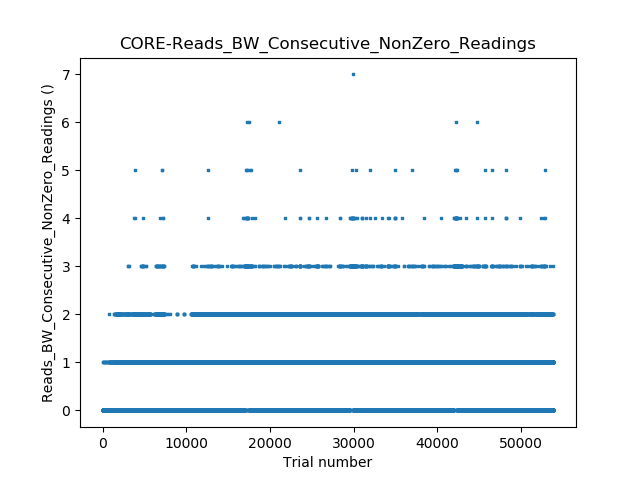 CORE-Reads_BW_Consecutive_NonZero_Readings
Reads_BW_Consecutive_NonZero_Readings ()
7
6
5
4
3
2
1
0
0 10000 20000 30000 40000 50000
Trial number